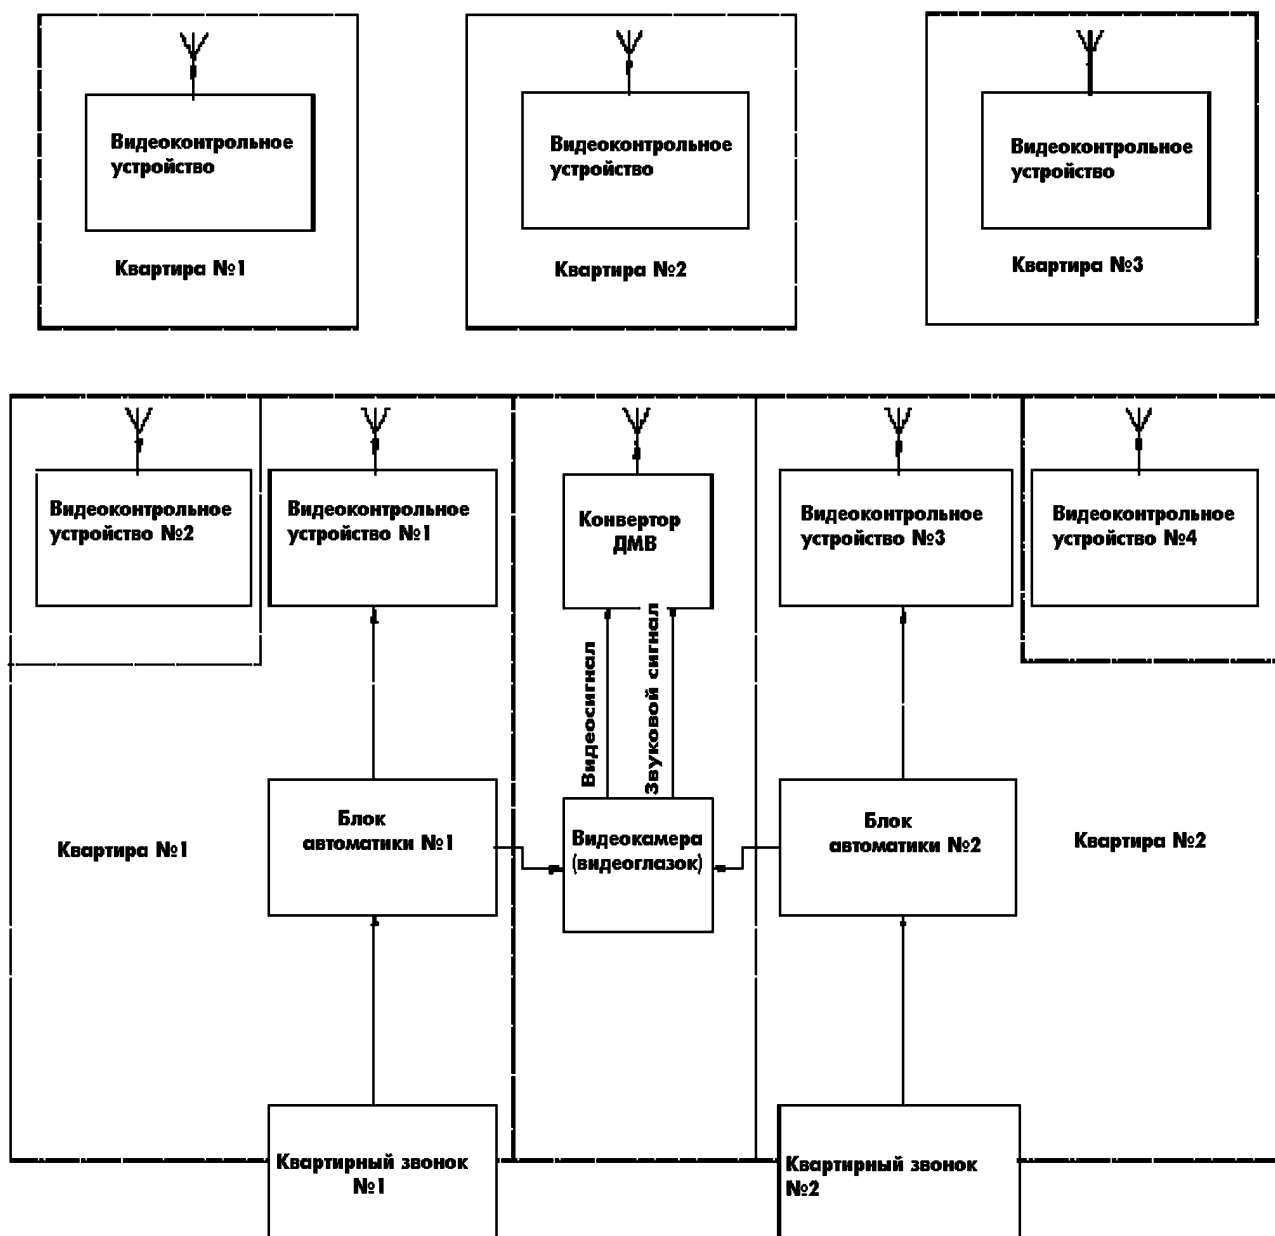 Видеоконтрольное
устройство
Квартира №1
Видеоконтрольное
устройство
Квартира №2
Видеоконтрольное
устройство
Квартира №3
Видеоконтрольное
устройство №2
Видеоконтрольное
устройство №1
Конвертор
ДМВ
Видеоконтрольное
устройство №3
Видеоконтрольное
устройство №4
Видеосигнал
Звуковой сигнал
Квартира №1
Блок
автоматики №1
Видеокамера
(видеоглазок)
Блок
автоматики №2
Квартира №2
Квартирный звонок
№1
Квартирный звонок
№2